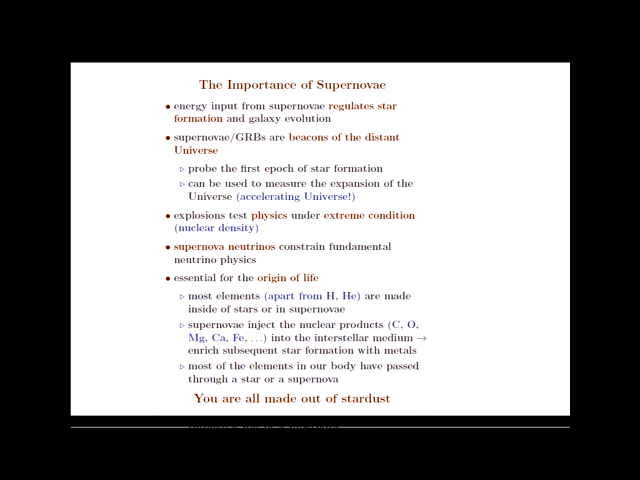 The Importance of Supernovae
• energy input from supernovae regulates star
formation and galaxy evolution
• supernovae/GRBs are beacons of the distant
Universe
▷ probe the first epoch of star formation
▷ can be used to measure the expansion of the
Universe (accelerating Universe!)
• explosions test physics under extreme condition
(nuclear density)
• supernova neutrinos constrain fundamental
neutrino physics
• essential for the origin of life
▷ most elements (apart from H, He) are made
inside of stars or in supernovae
▷ supernovae inject the nuclear products (C, O,
Mg, Ca, Fe, ...) into the interstellar medium →
enrich subsequent star formation with metals
▷ most of the elements in our body have passed
through a star or a supernova
You are all made out of stardust